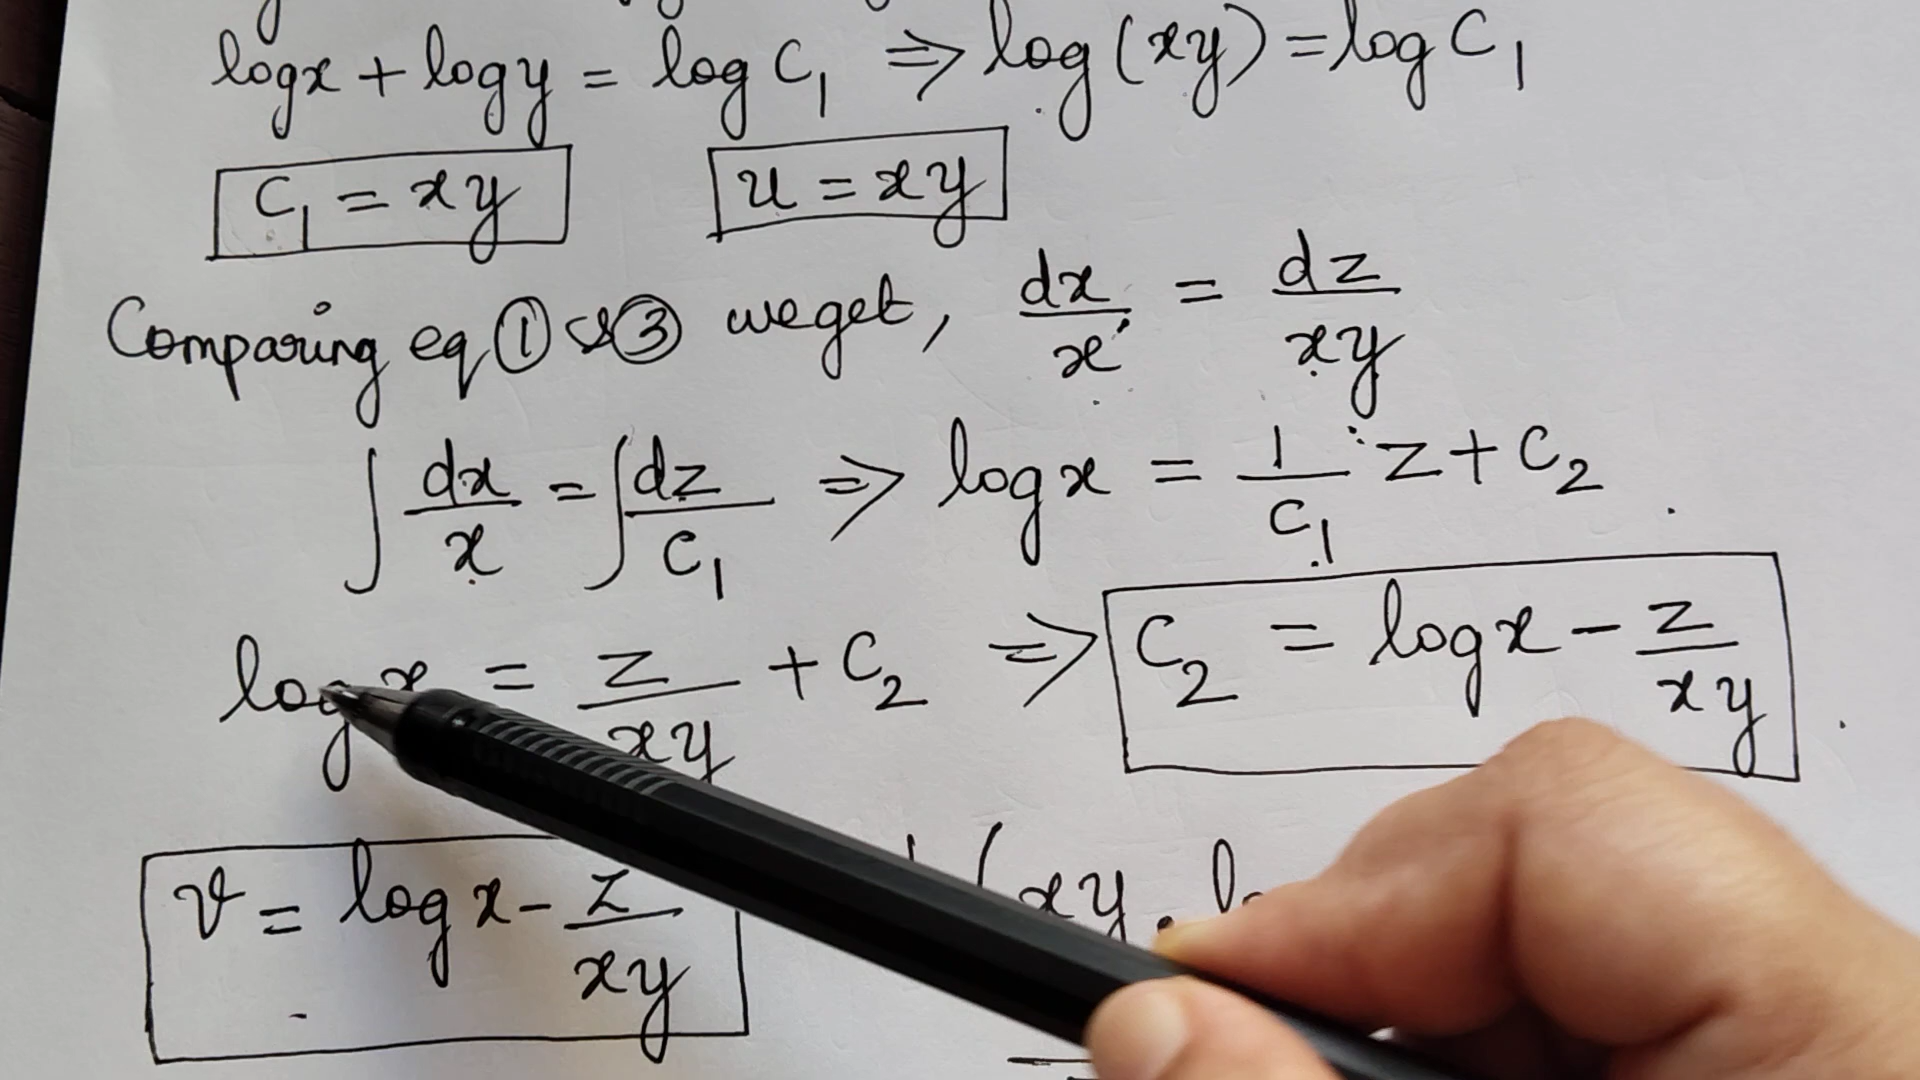 log x + log y = log C₁ ⇒ log (xy) = log C₁
C₁ = xy    u = xy
Comparing eq ① & ③ we get, dx/x = dz/xy
∫ dx/x = ∫ dz/C₁ ⇒ log x = 1/C₁ z + C₂
log x = z/xy + C₂ ⇒ C₂ = log x - z/xy
v = log x - z/xy    (xy,